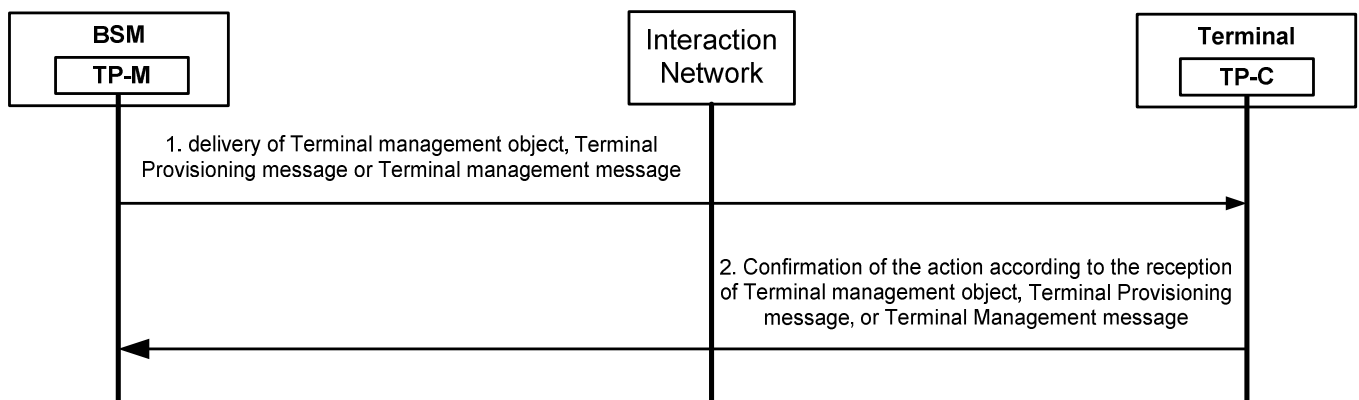 BSM
TP-M
Interaction
Network
Terminal
TP-C
1. delivery of Terminal management object, Terminal
Provisioning message or Terminal management message
2. Confirmation of the action according to the reception
of Terminal management object, Terminal Provisioning
message, or Terminal Management message